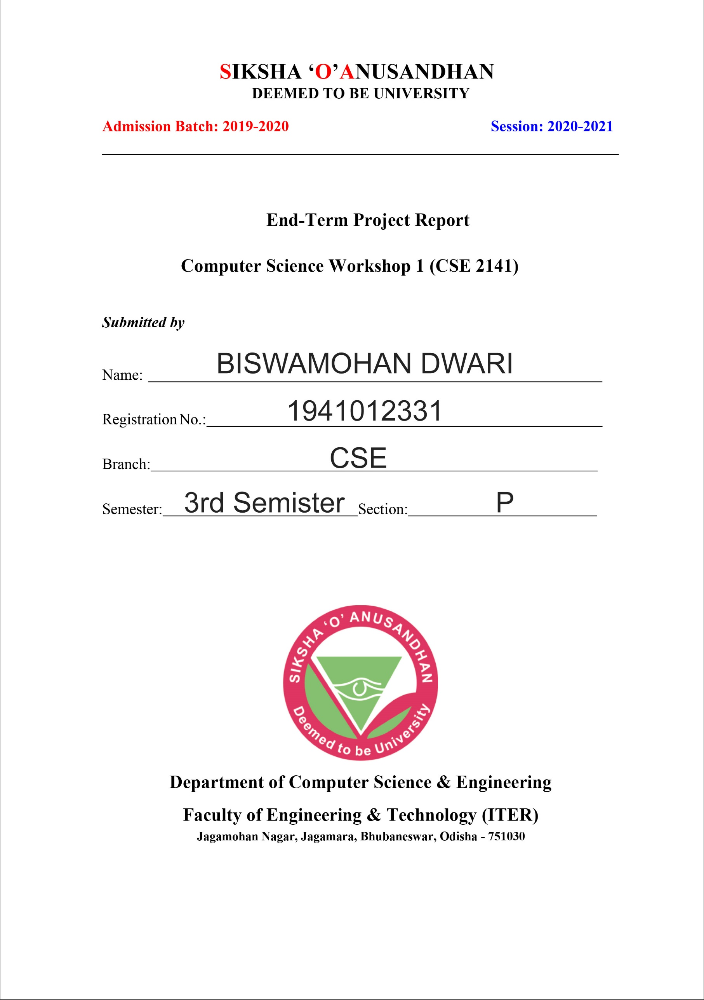 SIKSHA ‘O’ANUSANDHAN
DEEMED TO BE UNIVERSITY
Admission Batch: 2019-2020 Session: 2020-2021
End-Term Project Report
Computer Science Workshop 1 (CSE 2141)
Submitted by
Name: BISWAMOHAN DWARI
Registration No.: 1941012331
Branch: CSE
Semester: 3rd Semister Section: P
SIKSHA ‘O’ ANUSANDHAN
Deemed to be University
Department of Computer Science & Engineering
Faculty of Engineering & Technology (ITER)
Jagamohan Nagar, Jagamara, Bhubaneswar, Odisha - 751030